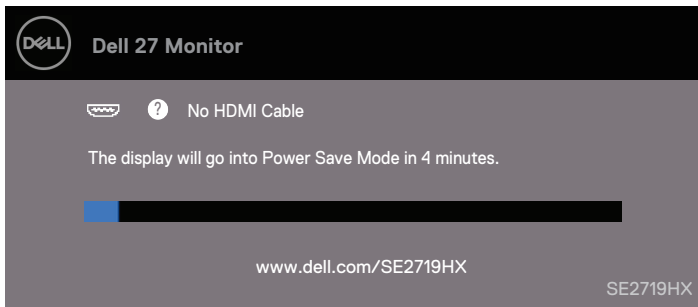 DELL
Dell 27 Monitor
? No HDMI Cable
The display will go into Power Save Mode in 4 minutes.
www.dell.com/SE2719HX
SE2719HX